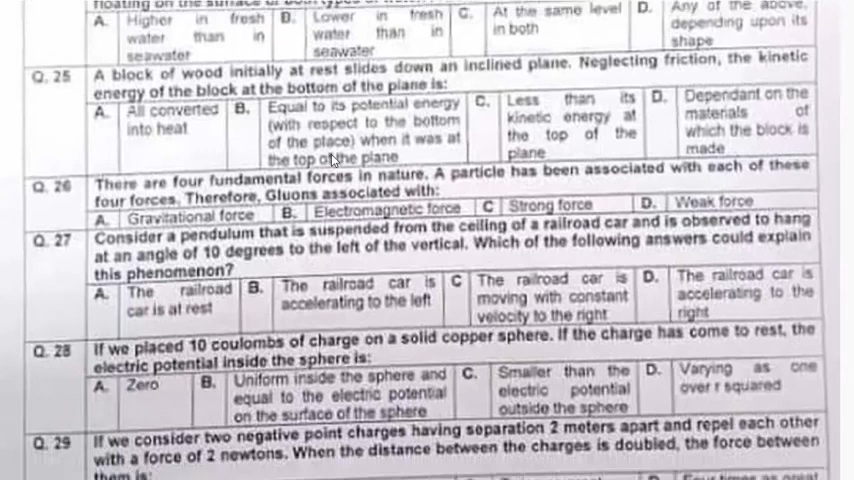 floating on the surface of both types of
A. Higher in fresh water than in seawater B. Lower in fresh water than in seawater C. At the same level in both D. Any of the above, depending upon its shape
Q. 25 A block of wood initially at rest slides down an inclined plane. Neglecting friction, the kinetic
energy of the block at the bottom of the plane is:
A. All converted into heat B. Equal to its potential energy (with respect to the bottom of the place) when it was at the top of the plane C. Less than its kinetic energy at the top of the plane D. Dependant on the materials of which the block is made
Q. 26 There are four fundamental forces in nature. A particle has been associated with each of these
four forces. Therefore, Gluons associated with:
A. Gravitational force B. Electromagnetic force C Strong force D. Weak force
Q. 27 Consider a pendulum that is suspended from the ceiling of a railroad car and is observed to hang
at an angle of 10 degrees to the left of the vertical. Which of the following answers could explain
this phenomenon?
A. The railroad car is at rest B. The railroad car is accelerating to the left C The railroad car is moving with constant velocity to the right D. The railroad car is accelerating to the right
Q. 28 If we placed 10 coulombs of charge on a solid copper sphere. If the charge has come to rest, the
electric potential inside the sphere is:
A. Zero B. Uniform inside the sphere and equal to the electric potential on the surface of the sphere C. Smaller than the electric potential outside the sphere D. Varying as one over r squared
Q. 29 If we consider two negative point charges having separation 2 meters apart and repel each other
with a force of 2 newtons. When the distance between the charges is doubled, the force between
them is: